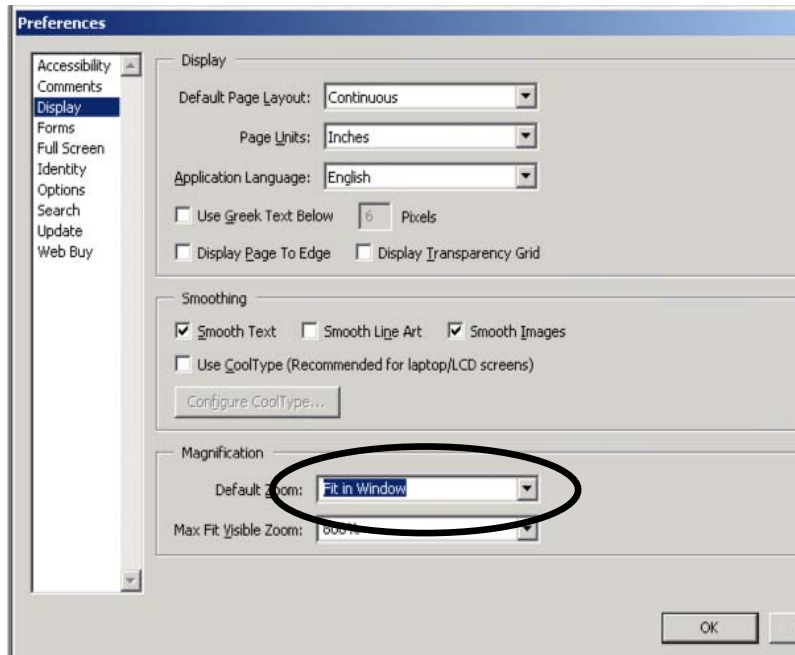 Preferences
Accessibility
Comments
Display
Forms
Full Screen
Identity
Options
Search
Update
Web Buy
Display
Default Page Layout: Continuous
Page Units: Inches
Application Language: English
Use Greek Text Below 6 Pixels
Display Page To Edge Display Transparency Grid
Smoothing
Smooth Text Smooth Line Art Smooth Images
Use CoolType (Recommended for laptop/LCD screens)
Configure CoolType...
Magnification
Default Zoom: Fit in Window
Max Fit Visible Zoom:
OK